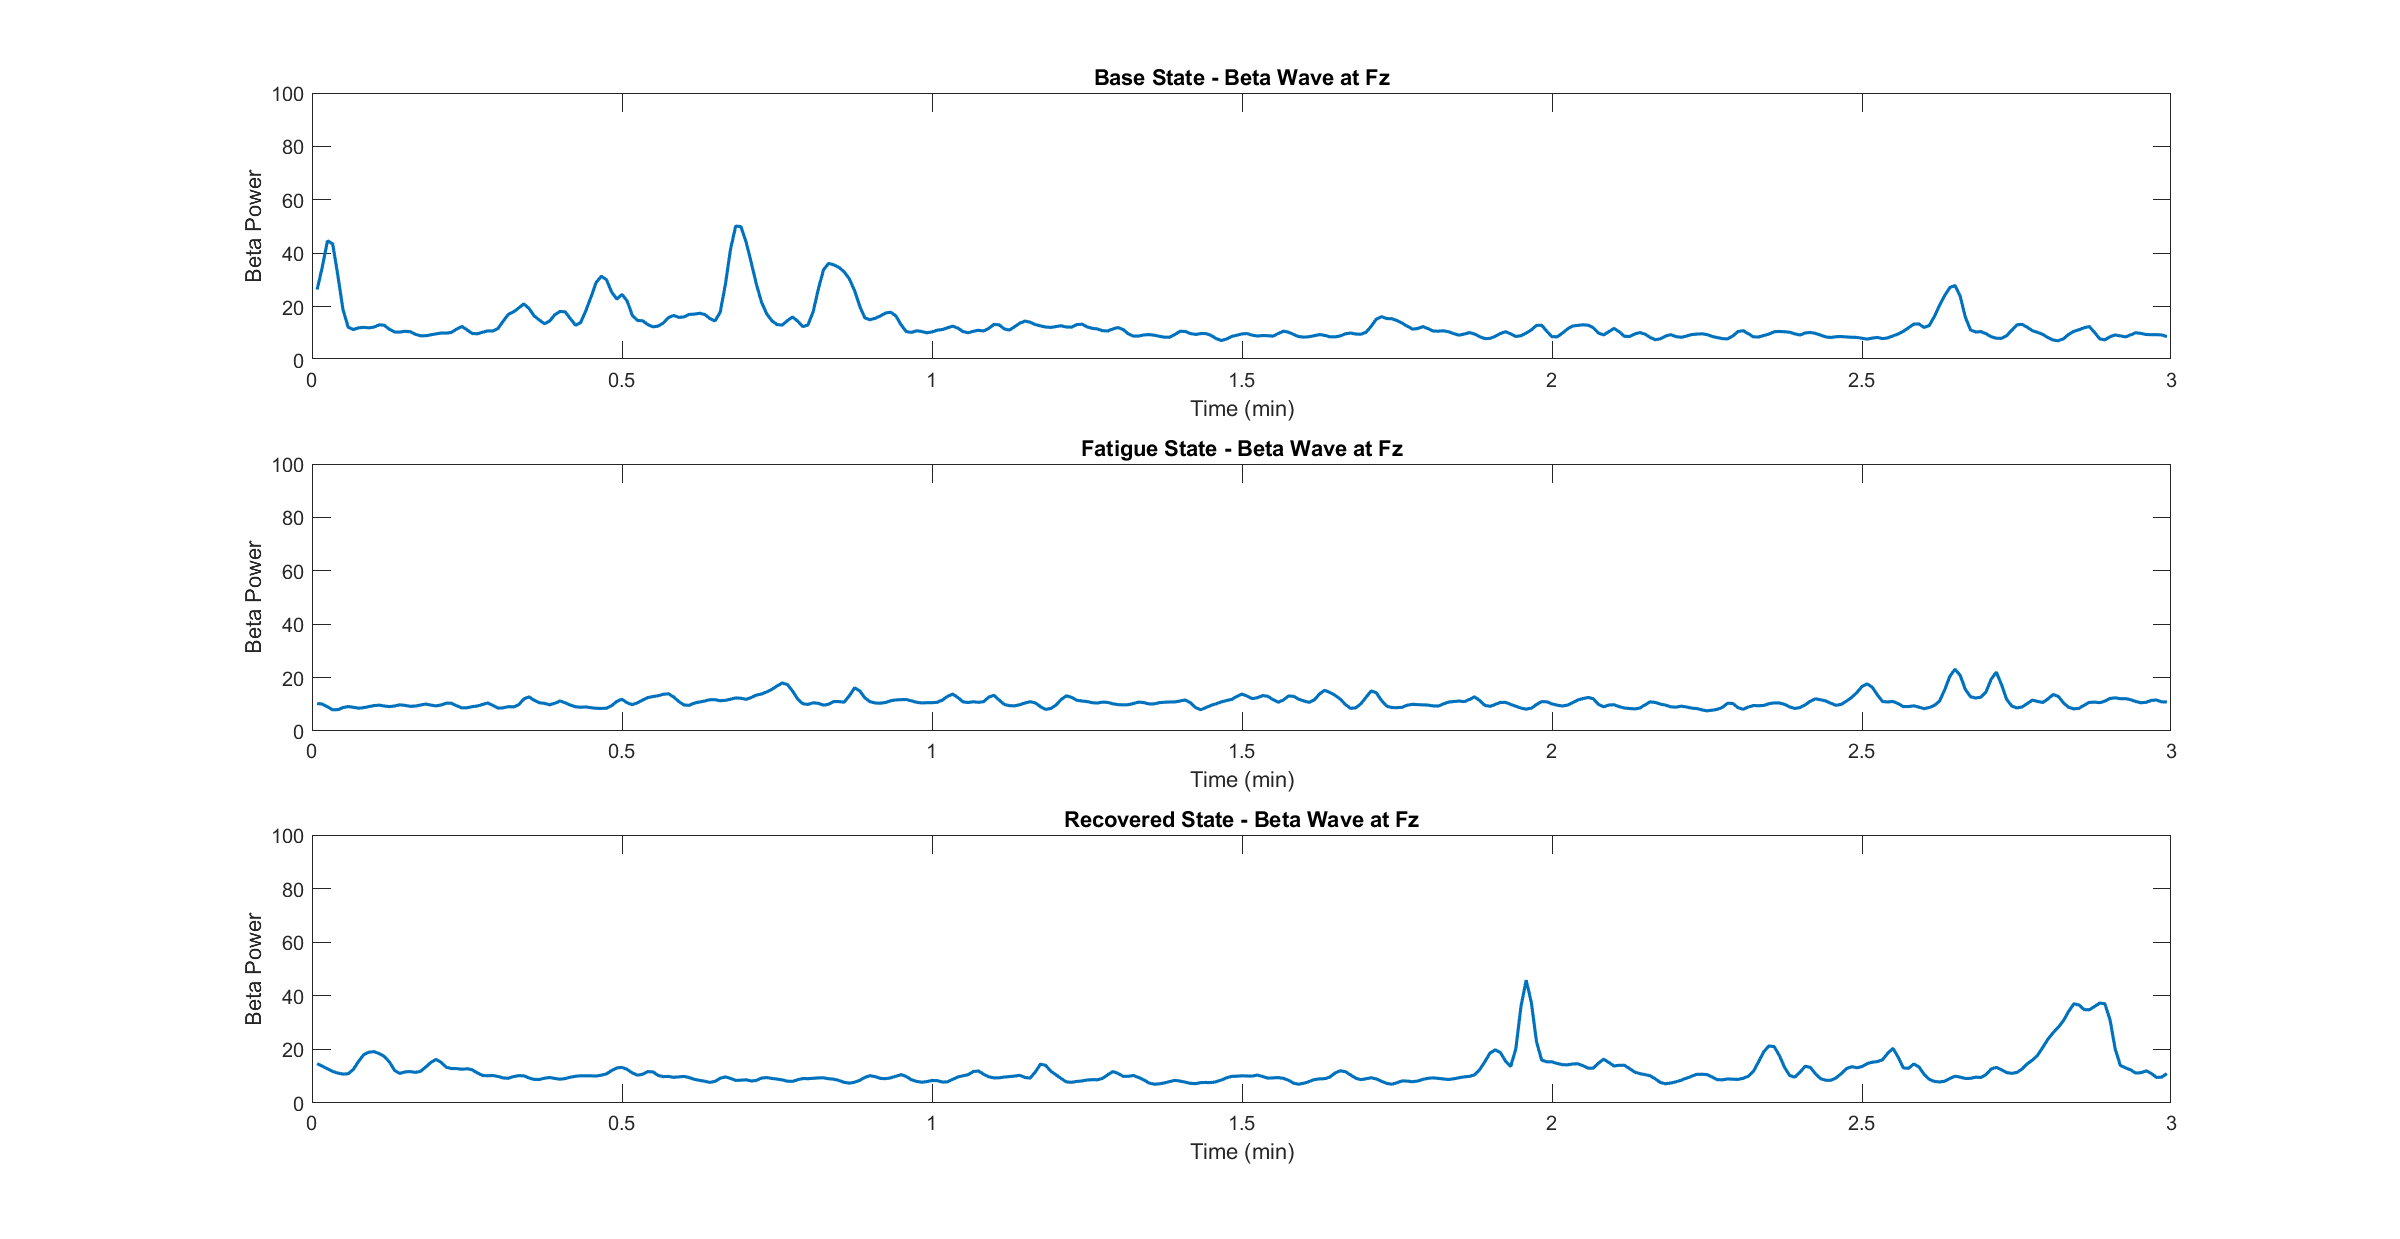 Base State - Beta Wave at Fz
100
80
60
40
20
0
Beta Power
0 0.5 1 1.5 2 2.5 3
Time (min)
Fatigue State - Beta Wave at Fz
100
80
60
40
20
0
Beta Power
0 0.5 1 1.5 2 2.5 3
Time (min)
Recovered State - Beta Wave at Fz
100
80
60
40
20
0
Beta Power
0 0.5 1 1.5 2 2.5 3
Time (min)